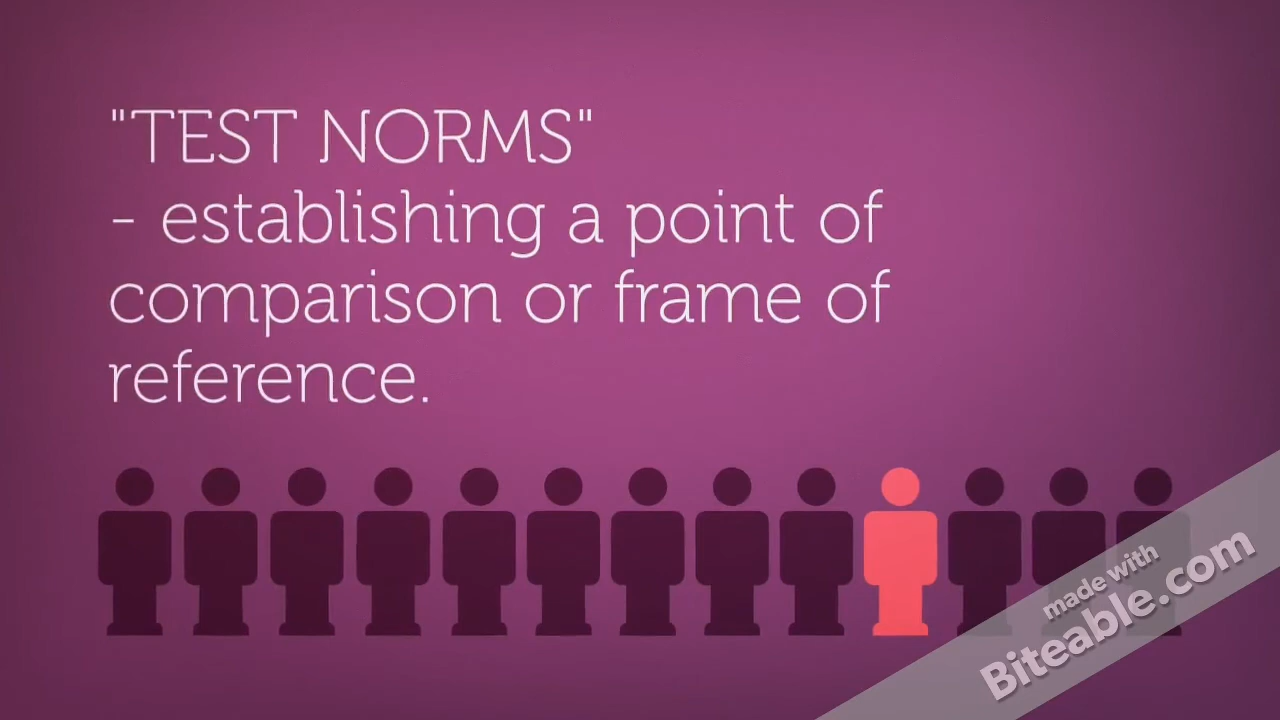 "TEST NORMS"
- establishing a point of
comparison or frame of
reference.
made with
Biteable.com